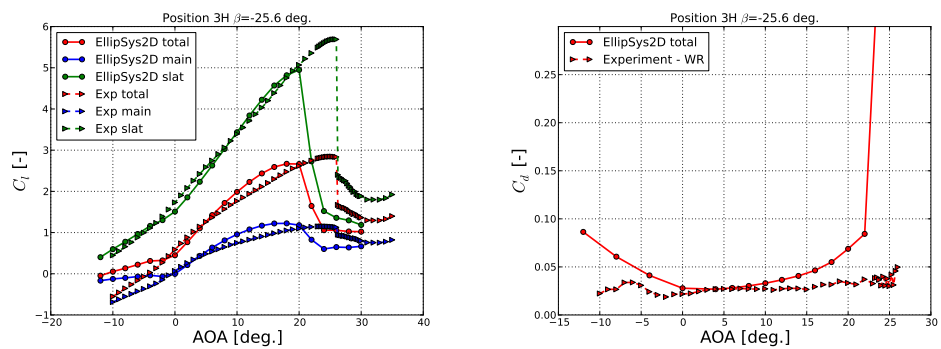 Position 3H β=-25.6 deg.
EllipSys2D total
EllipSys2D main
EllipSys2D slat
Exp total
Exp main
Exp slat
6
5
4
3
2
1
0
−1
−20
−10
0
10
20
30
40
C_l [-]
AOA [deg.]
Position 3H β=-25.6 deg.
EllipSys2D total
Experiment - WR
0.25
0.20
0.15
0.10
0.05
0.00
−15
−10
−5
0
5
10
15
20
25
30
C_d [-]
AOA [deg.]